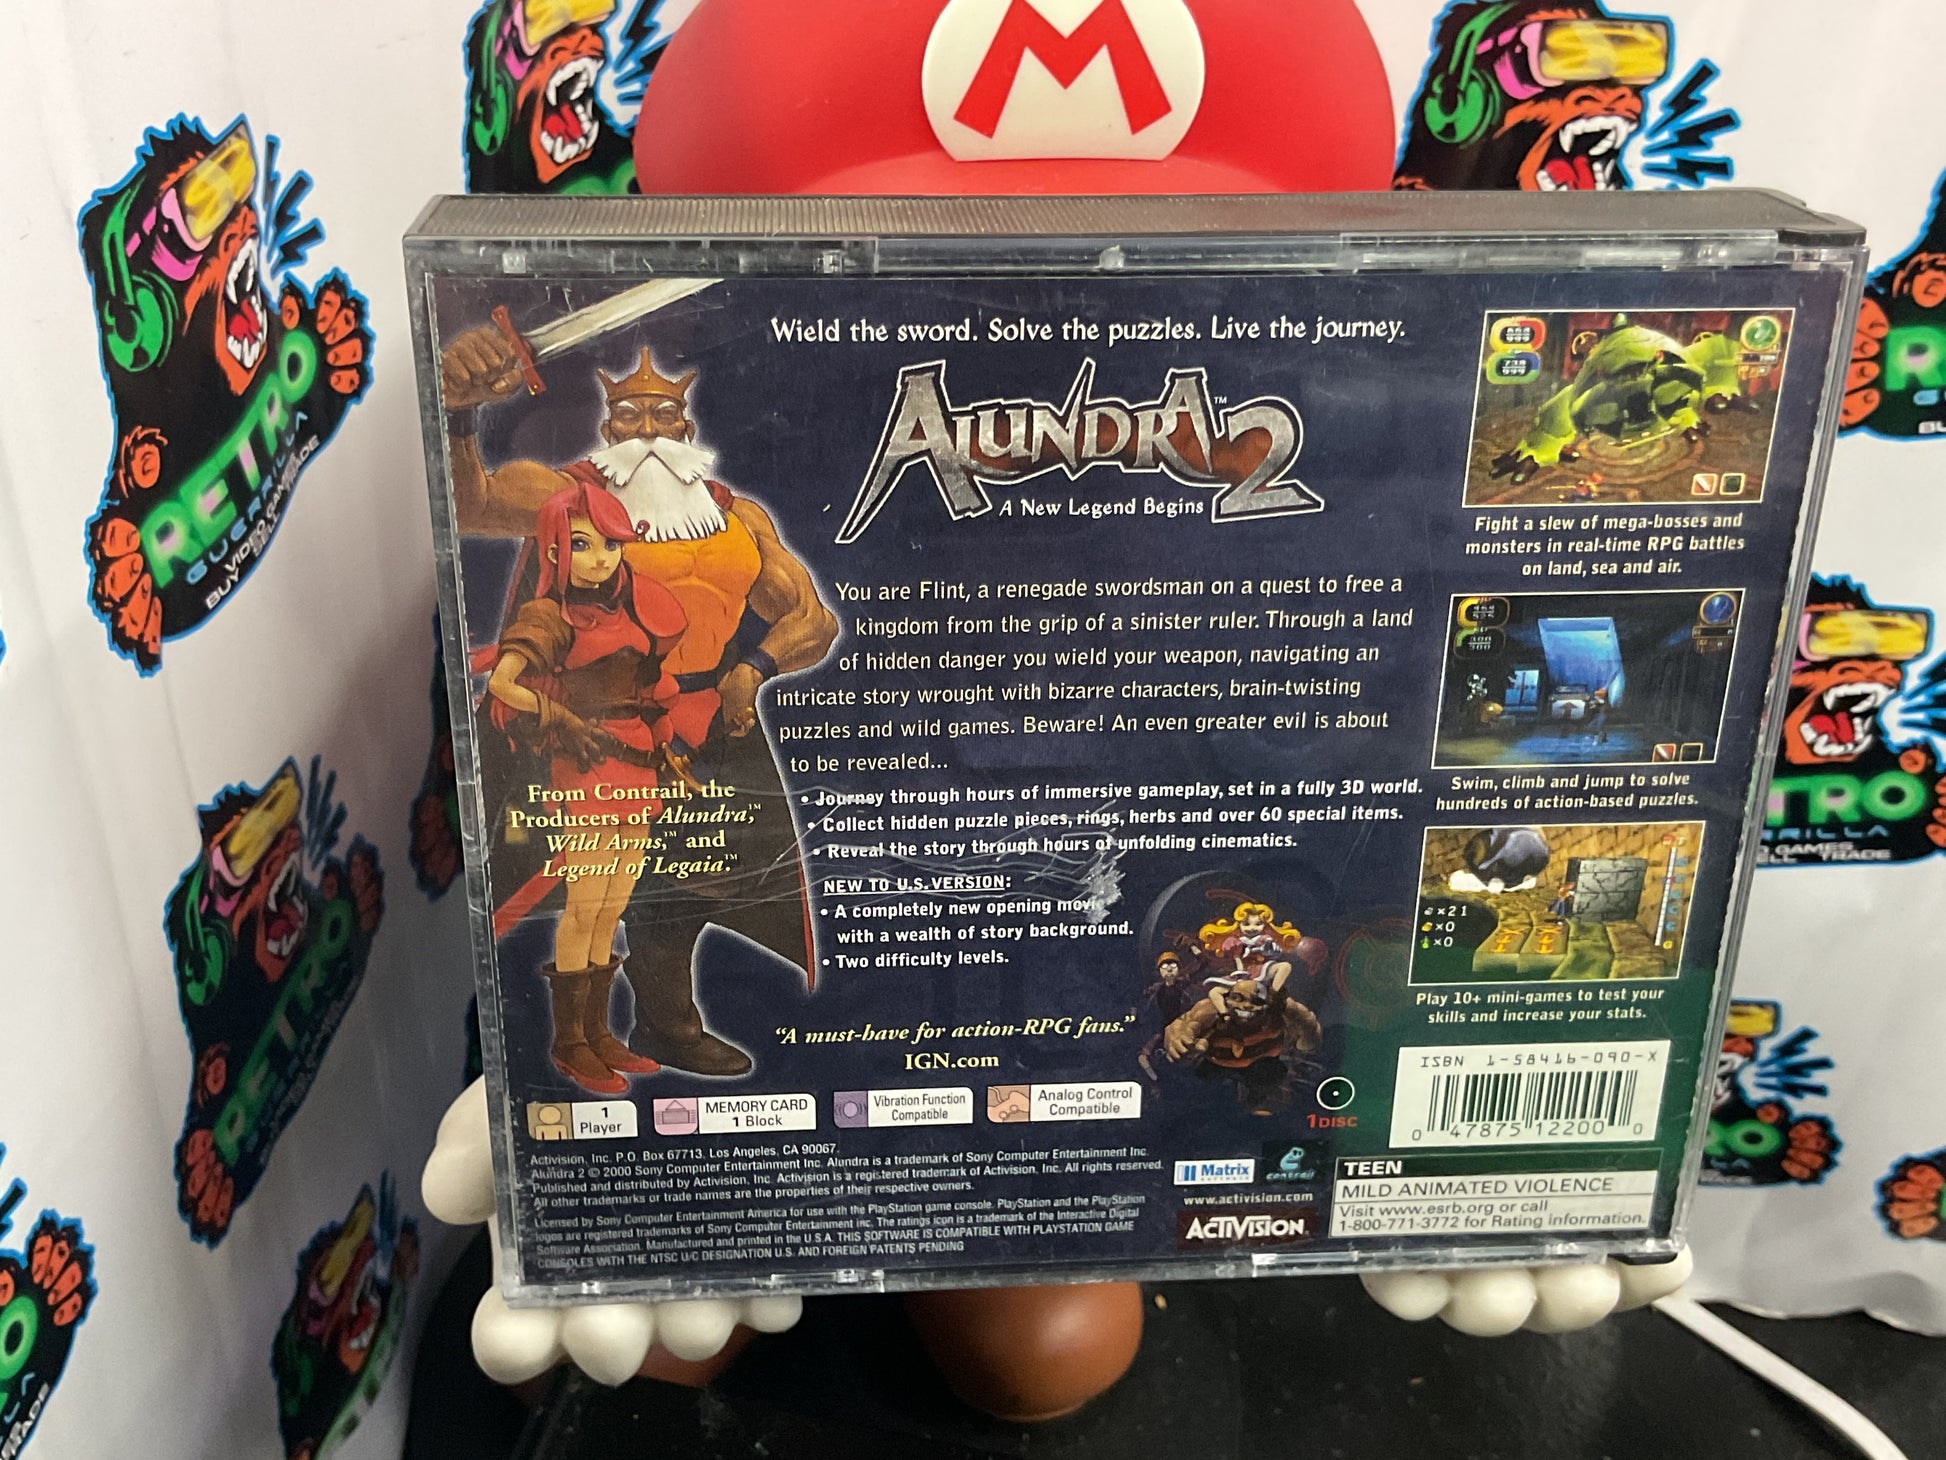 M
RETRO
GUERRILLA
VIDEO GAMES
BUY SELL TRADE
Wield the sword. Solve the puzzles. Live the journey.
ALUNDRA 2™
A New Legend Begins
You are Flint, a renegade swordsman on a quest to free a
kingdom from the grip of a sinister ruler. Through a land
of hidden danger you wield your weapon, navigating an
intricate story wrought with bizarre characters, brain-twisting
puzzles and wild games. Beware! An even greater evil is about
to be revealed...
• Journey through hours of immersive gameplay, set in a fully 3D world.
• Collect hidden puzzle pieces, rings, herbs and over 60 special items.
• Reveal the story through hours of unfolding cinematics.
NEW TO U.S. VERSION:
• A completely new opening movie
with a wealth of story background.
• Two difficulty levels.
From Contrail, the
Producers of Alundra,™
Wild Arms,™ and
Legend of Legaia.™
"A must-have for action-RPG fans."
IGN.com
Fight a slew of mega-bosses and
monsters in real-time RPG battles
on land, sea and air.
Swim, climb and jump to solve
hundreds of action-based puzzles.
x21
x0
x0
Play 10+ mini-games to test your
skills and increase your stats.
1
Player
MEMORY CARD
1 Block
Vibration Function
Compatible
Analog Control
Compatible
1 DISC
ISBN 1-58416-090-X
0 47875 12200 0
Activision, Inc. P.O. Box 67713, Los Angeles, CA 90067.
Alundra 2 © 2000 Sony Computer Entertainment Inc. Alundra is a trademark of Sony Computer Entertainment Inc.
Published and distributed by Activision, Inc. Activision is a registered trademark of Activision, Inc. All rights reserved.
All other trademarks or trade names are the properties of their respective owners.
Licensed by Sony Computer Entertainment America for use with the PlayStation game console. PlayStation and the PlayStation
logos are registered trademarks of Sony Computer Entertainment Inc. The ratings icon is a trademark of the Interactive Digital
Software Association. Manufactured and printed in the U.S.A. THIS SOFTWARE IS COMPATIBLE WITH PLAYSTATION GAME
CONSOLES WITH THE NTSC U/C DESIGNATION U.S. AND FOREIGN PATENTS PENDING
Matrix
SOFTWARE
contrail
www.activision.com
ACTIVISION.
TEEN
MILD ANIMATED VIOLENCE
Visit www.esrb.org or call
1-800-771-3772 for Rating information.